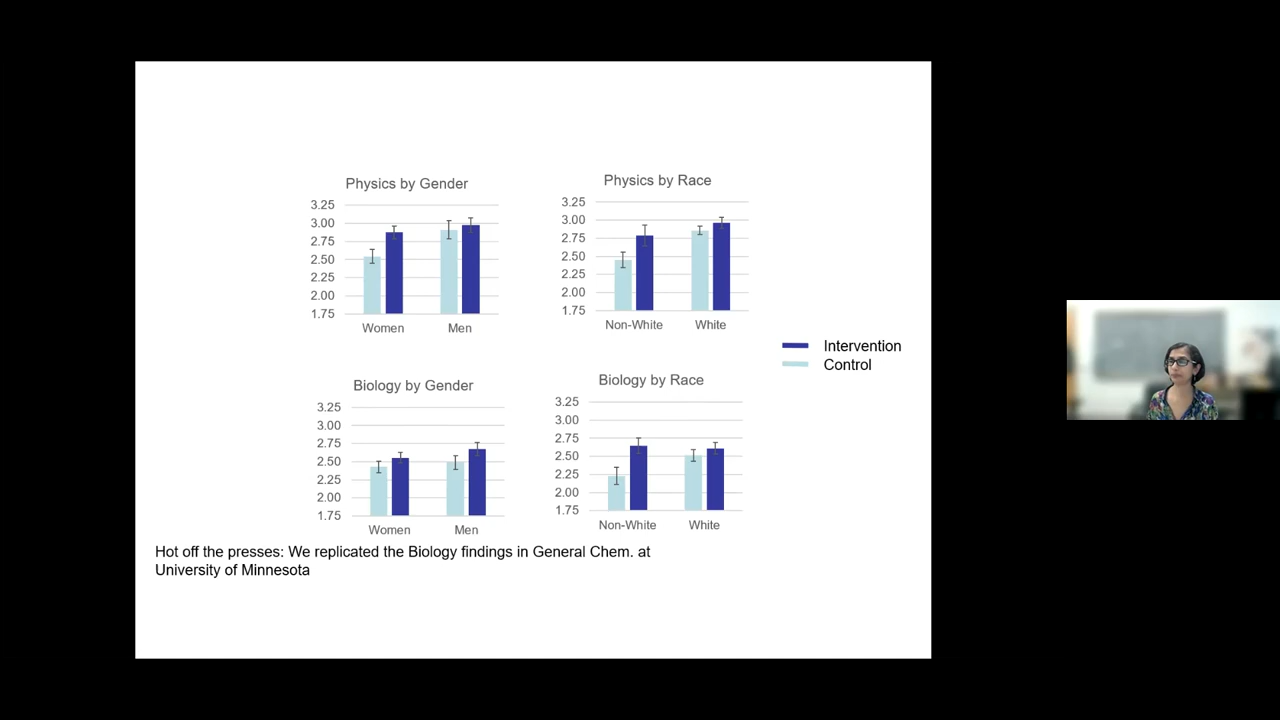 Physics by Gender
3.25
3.00
2.75
2.50
2.25
2.00
1.75
Women Men
Physics by Race
3.25
3.00
2.75
2.50
2.25
2.00
1.75
Non-White White
Intervention
Control
Biology by Gender
3.25
3.00
2.75
2.50
2.25
2.00
1.75
Women Men
Biology by Race
3.25
3.00
2.75
2.50
2.25
2.00
1.75
Non-White White
Hot off the presses: We replicated the Biology findings in General Chem. at
University of Minnesota